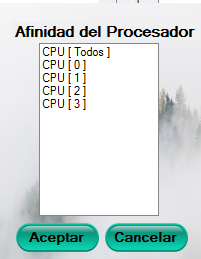 Afinidad del Procesador
CPU [ Todos ]
CPU [ 0 ]
CPU [ 1 ]
CPU [ 2 ]
CPU [ 3 ]
Aceptar Cancelar